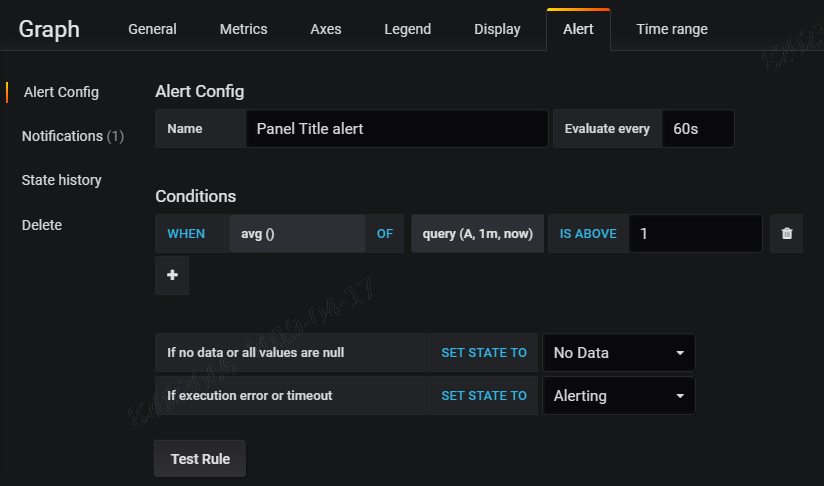 Graph General Metrics Axes Legend Display Alert Time range
Alert Config
Notifications (1)
State history
Delete
Alert Config
Name Panel Title alert Evaluate every 60s
Conditions
WHEN avg () OF query (A, 1m, now) IS ABOVE 1
+
If no data or all values are null SET STATE TO No Data
If execution error or timeout SET STATE TO Alerting
Test Rule